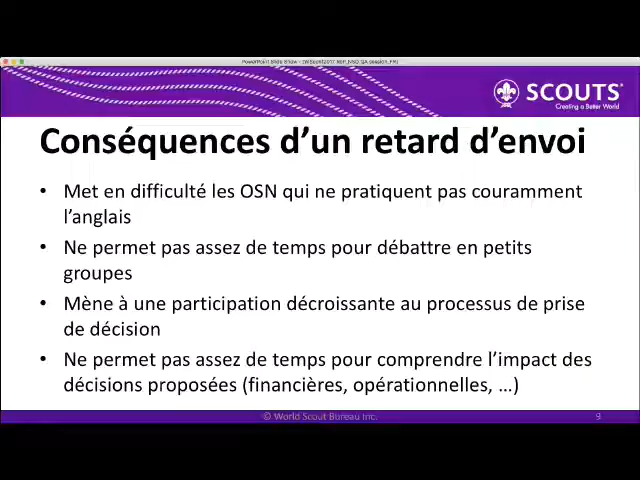 SCOUTS
Creating a Better World
Conséquences d’un retard d’envoi
• Met en difficulté les OSN qui ne pratiquent pas couramment
l’anglais
• Ne permet pas assez de temps pour débattre en petits
groupes
• Mène à une participation décroissante au processus de prise
de décision
• Ne permet pas assez de temps pour comprendre l’impact des
décisions proposées (financières, opérationnelles, …)
© World Scout Bureau Inc.
9